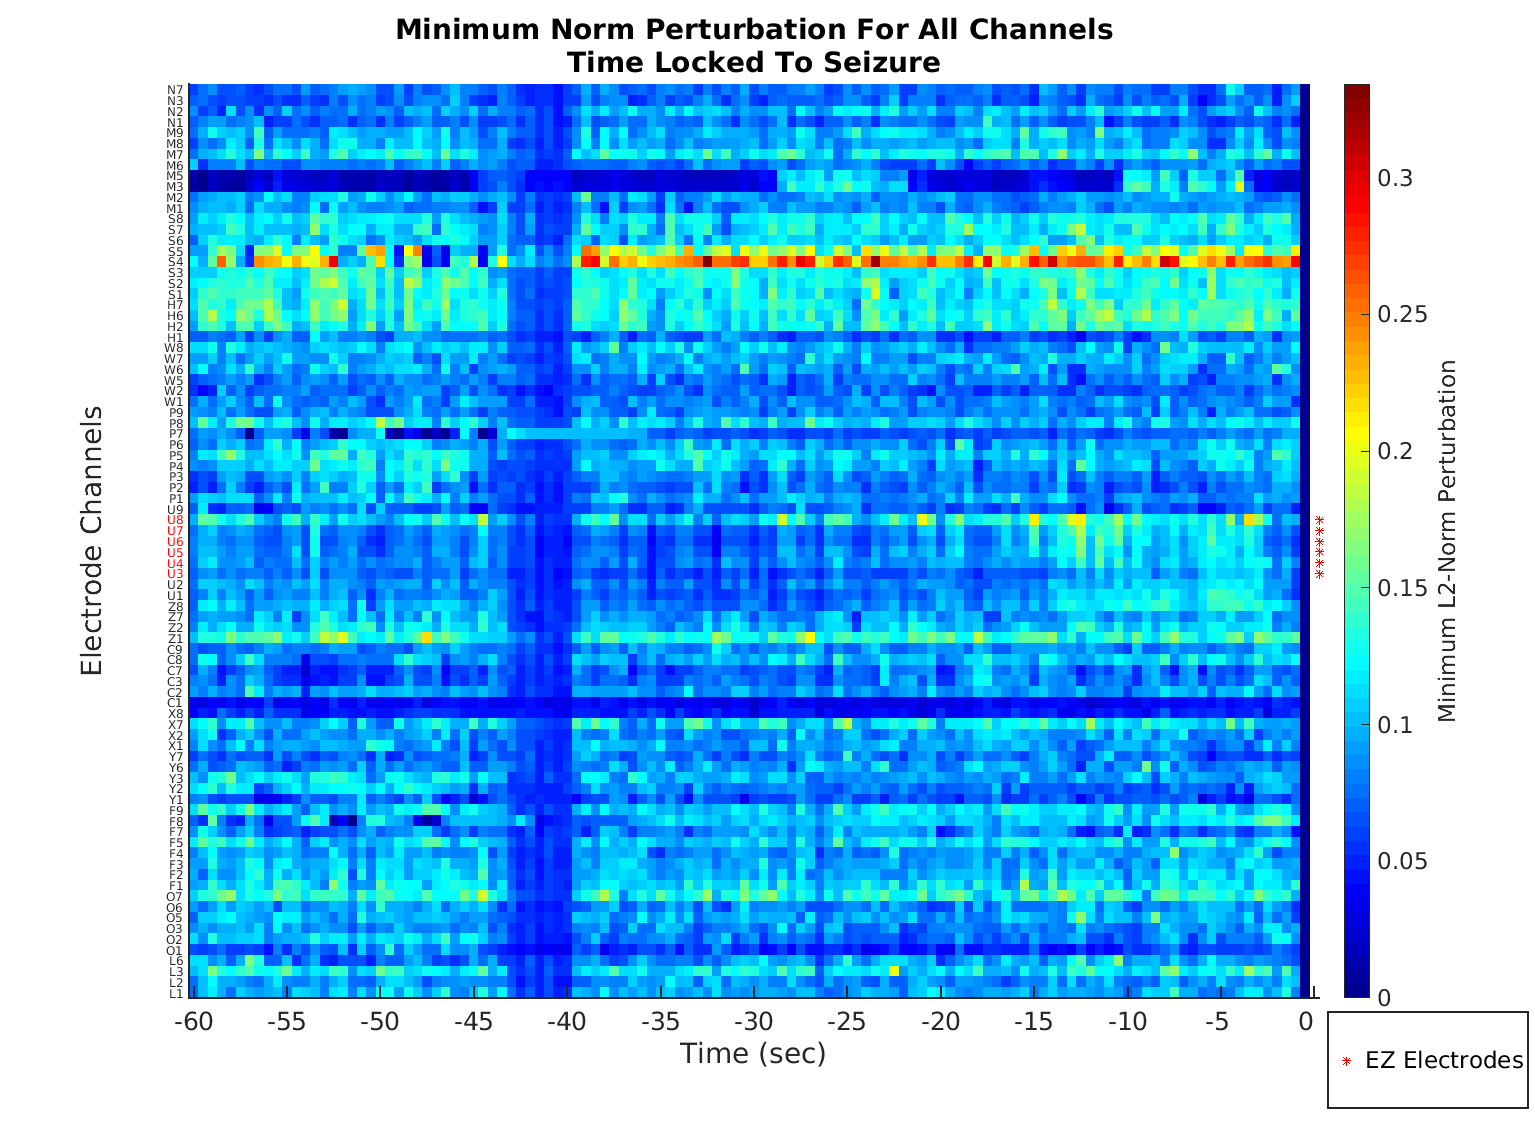 Minimum Norm Perturbation For All Channels
Time Locked To Seizure
Electrode Channels
N7
N3
N2
N1
M9
M8
M7
M6
M5
M3
M2
M1
S8
S7
S6
S5
S4
S3
S2
S1
H7
H6
H2
H1
W8
W7
W6
W5
W2
W1
P9
P8
P7
P6
P5
P4
P3
P2
P1
U9
U8
U7
U6
U5
U4
U3
U2
U1
Z8
Z7
Z2
Z1
C9
C8
C7
C3
C2
C1
X8
X7
X2
X1
Y7
Y6
Y3
Y2
Y1
F9
F8
F7
F5
F4
F3
F2
F1
O7
O6
O5
O3
O2
O1
L6
L3
L2
L1
-60 -55 -50 -45 -40 -35 -30 -25 -20 -15 -10 -5 0
Time (sec)
0.3
0.25
0.2
0.15
0.1
0.05
0
Minimum L2-Norm Perturbation
EZ Electrodes